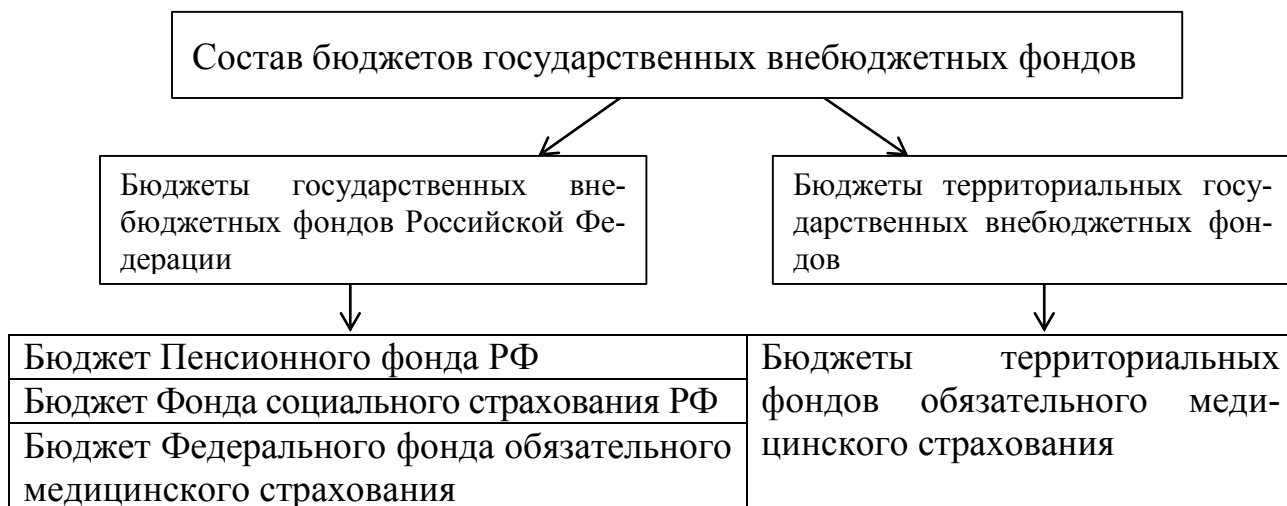 Состав бюджетов государственных внебюджетных фондов
Бюджеты государственных вне-
бюджетных фондов Российской Фе-
дерации
Бюджеты территориальных госу-
дарственных внебюджетных фон-
дов
Бюджет Пенсионного фонда РФ
Бюджет Фонда социального страхования РФ
Бюджет Федерального фонда обязательного
медицинского страхования
Бюджеты территориальных
фондов обязательного меди-
цинского страхования